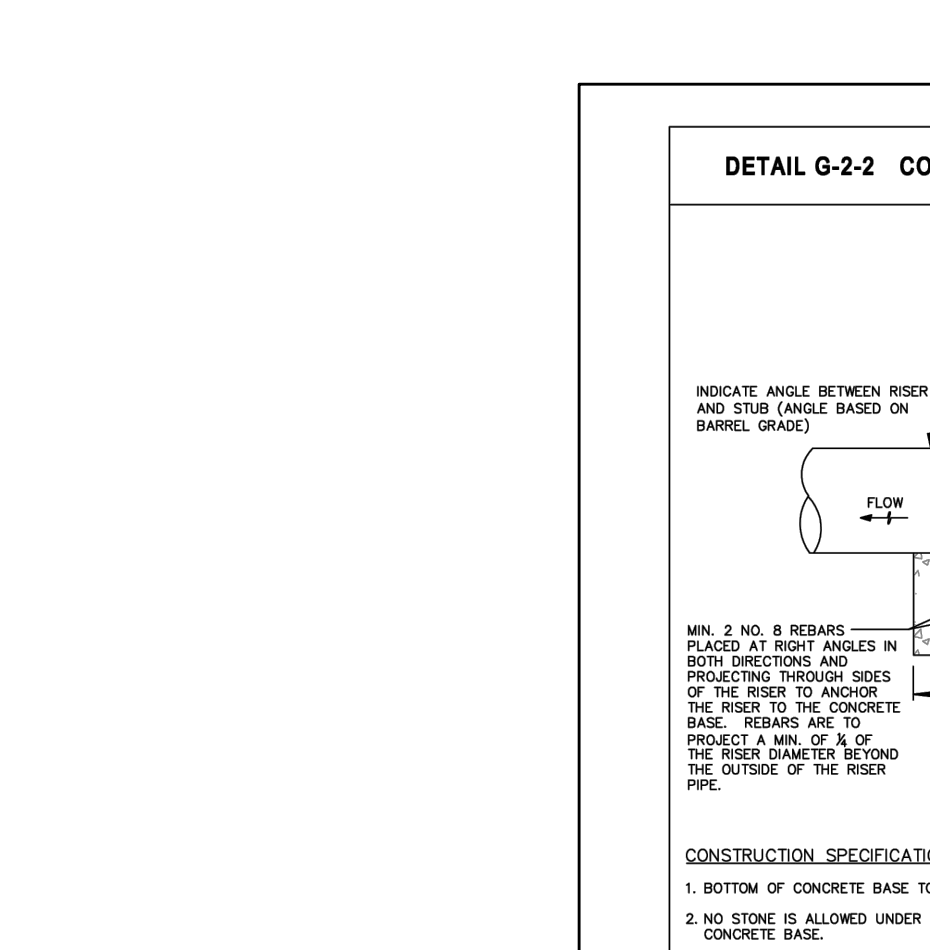 DETAIL G-2-2 CO
INDICATE ANGLE BETWEEN RISER
AND STUB (ANGLE BASED ON
BARREL GRADE)
FLOW
MIN. 2 NO. 8 REBARS
PLACED AT RIGHT ANGLES IN
BOTH DIRECTIONS AND
PROJECTING THROUGH SIDES
OF THE RISER TO ANCHOR
THE RISER TO THE CONCRETE
BASE. REBARS ARE TO
PROJECT A MIN. OF ¼ OF
THE RISER DIAMETER BEYOND
THE OUTSIDE OF THE RISER
PIPE.
CONSTRUCTION SPECIFICATI
1. BOTTOM OF CONCRETE BASE TO
2. NO STONE IS ALLOWED UNDER
CONCRETE BASE.